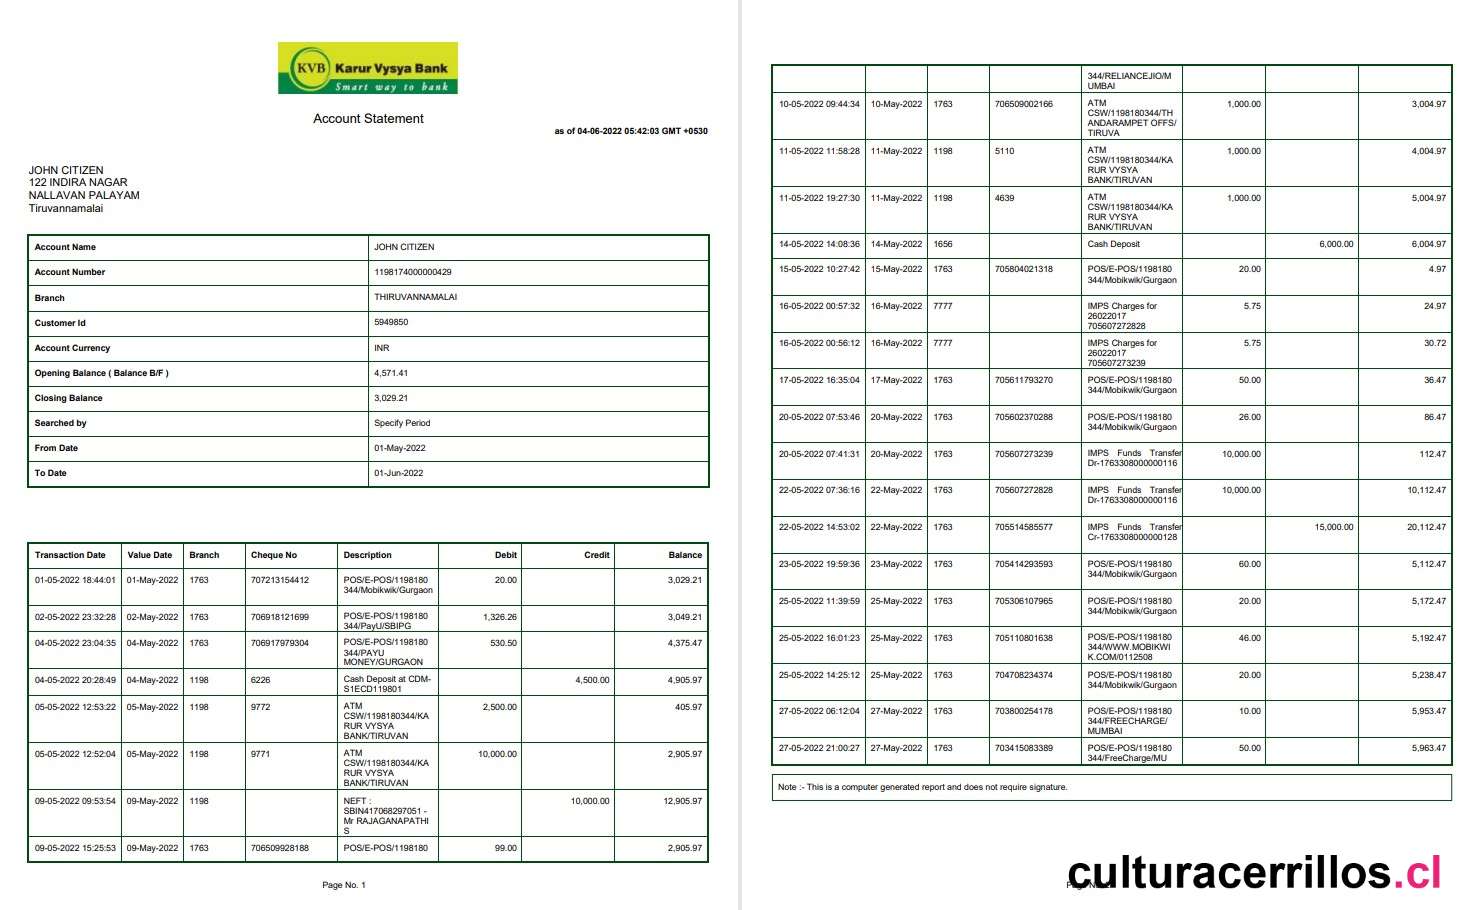 KVB Karur Vysya Bank
Smart way to bank
Account Statement
as of 04-06-2022 05:42:03 GMT +0530
JOHN CITIZEN
122 INDIRA NAGAR
NALLAVAN PALAYAM
Tiruvannamalai
Account Name JOHN CITIZEN
Account Number 1198174000000429
Branch THIRUVANNAMALAI
Customer Id 5949850
Account Currency INR
Opening Balance ( Balance B/F ) 4,571.41
Closing Balance 3,029.21
Searched by Specify Period
From Date 01-May-2022
To Date 01-Jun-2022
Transaction Date Value Date Branch Cheque No Description Debit Credit Balance
01-05-2022 18:44:01 01-May-2022 1763 707213154412 POS/E-POS/1198180 20.00 3,029.21
344/Mobikwik/Gurgaon
02-05-2022 23:32:28 02-May-2022 1763 706918121699 POS/E-POS/1198180 1,326.26 3,049.21
344/PayU/SBIPG
04-05-2022 23:04:35 04-May-2022 1763 706917979304 POS/E-POS/1198180 530.50 4,375.47
344/PAYU
MONEY/GURGAON
04-05-2022 20:28:49 04-May-2022 1198 6226 Cash Deposit at CDM- 4,500.00 4,905.97
S1ECD119801
05-05-2022 12:53:22 05-May-2022 1198 9772 ATM 2,500.00 405.97
CSW/1198180344/KA
RUR VYSYA
BANK/TIRUVAN
05-05-2022 12:52:04 05-May-2022 1198 9771 ATM 10,000.00 2,905.97
CSW/1198180344/KA
RUR VYSYA
BANK/TIRUVAN
09-05-2022 09:53:54 09-May-2022 1198 NEFT : 10,000.00 12,905.97
SBIN417068297051 -
Mr RAJAGANAPATHI
S
09-05-2022 15:25:53 09-May-2022 1763 706509928188 POS/E-POS/1198180 99.00 2,905.97
Page No. 1
344/RELIANCEJIO/M
UMBAI
10-05-2022 09:44:34 10-May-2022 1763 706509002166 ATM 1,000.00 3,004.97
CSW/1198180344/TH
ANDARAMPET OFFS/
TIRUVA
11-05-2022 11:58:28 11-May-2022 1198 5110 ATM 1,000.00 4,004.97
CSW/1198180344/KA
RUR VYSYA
BANK/TIRUVAN
11-05-2022 19:27:30 11-May-2022 1198 4639 ATM 1,000.00 5,004.97
CSW/1198180344/KA
RUR VYSYA
BANK/TIRUVAN
14-05-2022 14:08:36 14-May-2022 1656 Cash Deposit 6,000.00 6,004.97
15-05-2022 10:27:42 15-May-2022 1763 705804021318 POS/E-POS/1198180 20.00 4.97
344/Mobikwik/Gurgaon
16-05-2022 00:57:32 16-May-2022 7777 IMPS Charges for 5.75 24.97
26022017
705607272828
16-05-2022 00:56:12 16-May-2022 7777 IMPS Charges for 5.75 30.72
26022017
705607273239
17-05-2022 16:35:04 17-May-2022 1763 705611793270 POS/E-POS/1198180 50.00 36.47
344/Mobikwik/Gurgaon
20-05-2022 07:53:46 20-May-2022 1763 705602370288 POS/E-POS/1198180 26.00 86.47
344/Mobikwik/Gurgaon
20-05-2022 07:41:31 20-May-2022 1763 705607273239 IMPS Funds Transfer 10,000.00 112.47
Dr-1763308000000116
22-05-2022 07:36:16 22-May-2022 1763 705607272828 IMPS Funds Transfer 10,000.00 10,112.47
Dr-1763308000000116
22-05-2022 14:53:02 22-May-2022 1763 705514585577 IMPS Funds Transfer 15,000.00 20,112.47
Cr-1763308000000128
23-05-2022 19:59:36 23-May-2022 1763 705414293593 POS/E-POS/1198180 60.00 5,112.47
344/Mobikwik/Gurgaon
25-05-2022 11:39:59 25-May-2022 1763 705306107965 POS/E-POS/1198180 20.00 5,172.47
344/Mobikwik/Gurgaon
25-05-2022 16:01:23 25-May-2022 1763 705110801638 POS/E-POS/1198180 46.00 5,192.47
344/WWW.MOBIKWI
K.COM/0112508
25-05-2022 14:25:12 25-May-2022 1763 704708234374 POS/E-POS/1198180 20.00 5,238.47
344/Mobikwik/Gurgaon
27-05-2022 06:12:04 27-May-2022 1763 703800254178 POS/E-POS/1198180 10.00 5,953.47
344/FREECHARGE/
MUMBAI
27-05-2022 21:00:27 27-May-2022 1763 703415083389 POS/E-POS/1198180 50.00 5,963.47
344/FreeCharge/MU
Note :- This is a computer generated report and does not require signature.
culturacerrillos.cl